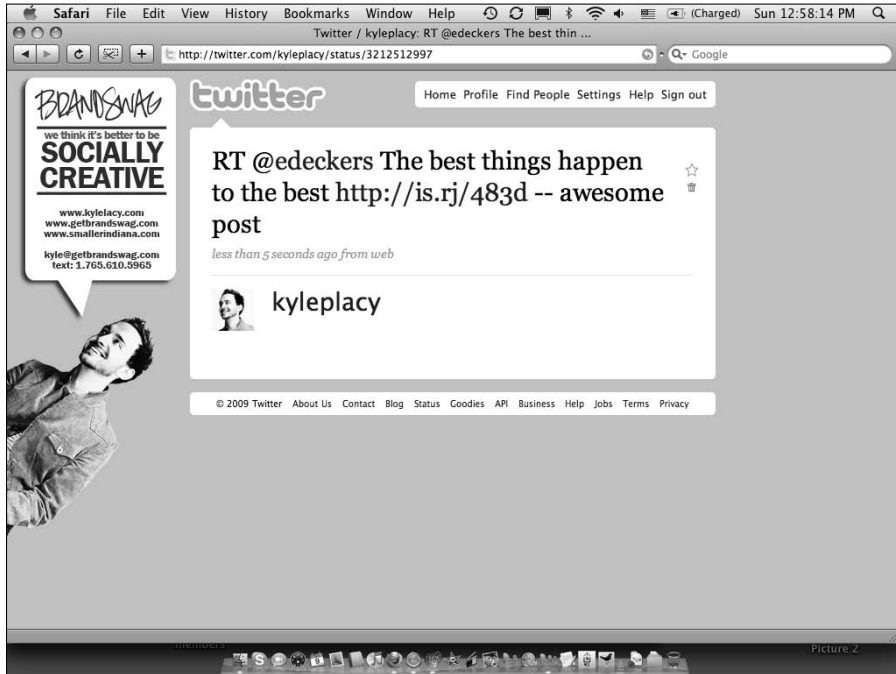 Safari File Edit View History Bookmarks Window Help (Charged) Sun 12:58:14 PM
Twitter / kyleplacy: RT @edeckers The best thin ...
http://twitter.com/kyleplacy/status/3212512997
Google
BRANDSWAG
we think it's better to be
SOCIALLY
CREATIVE
www.kylelacy.com
www.getbrandswag.com
www.smallerindiana.com
kyle@getbrandswag.com
text: 1.765.610.5965
twitter
Home Profile Find People Settings Help Sign out
RT @edeckers The best things happen
to the best http://is.rj/483d -- awesome
post
less than 5 seconds ago from web
kyleplacy
© 2009 Twitter About Us Contact Blog Status Goodies API Business Help Jobs Terms Privacy
members
Picture 2